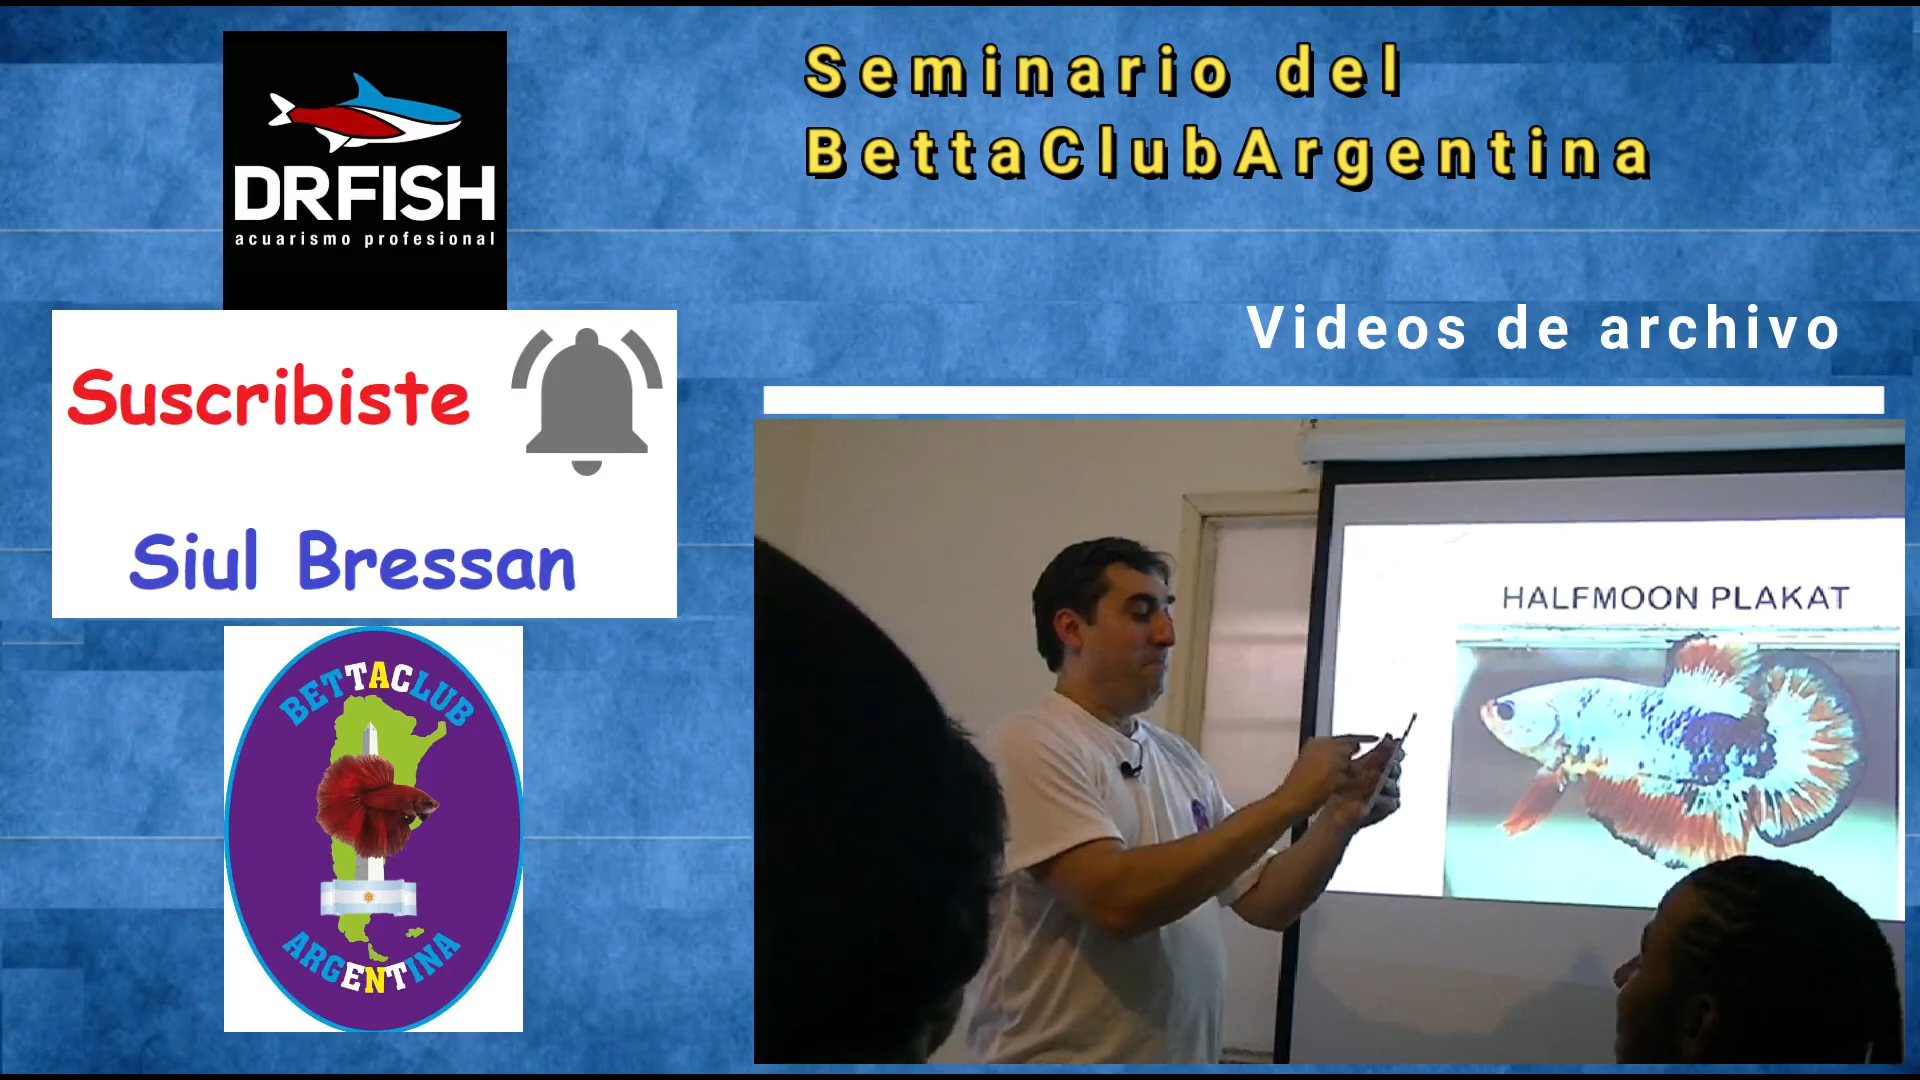 DRFISH
acuarismo profesional
Seminario del
BettaClubArgentina
Videos de archivo
Suscribiste
Siul Bressan
BETTACLUB
ARGENTINA
HALFMOON PLAKAT